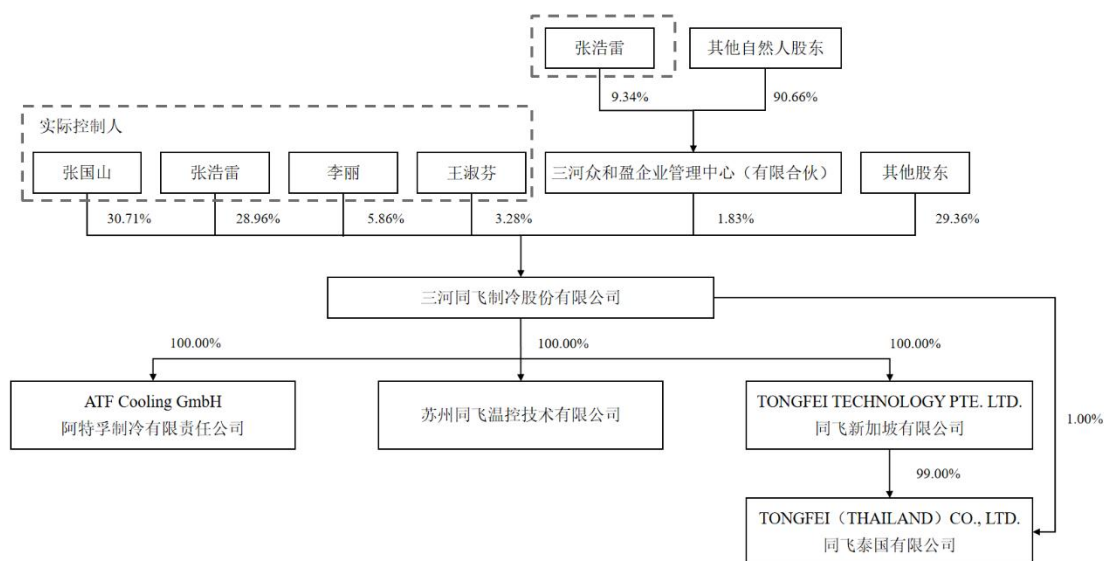 张浩雷
其他自然人股东
9.34%
90.66%
实际控制人
张国山
张浩雷
李丽
王淑芬
三河众和盈企业管理中心（有限合伙）
其他股东
30.71%
28.96%
5.86%
3.28%
1.83%
29.36%
三河同飞制冷股份有限公司
100.00%
100.00%
100.00%
ATF Cooling GmbH
阿特孚制冷有限责任公司
苏州同飞温控技术有限公司
TONGFEI TECHNOLOGY PTE. LTD.
同飞新加坡有限公司
1.00%
99.00%
TONGFEI（THAILAND）CO., LTD.
同飞泰国有限公司